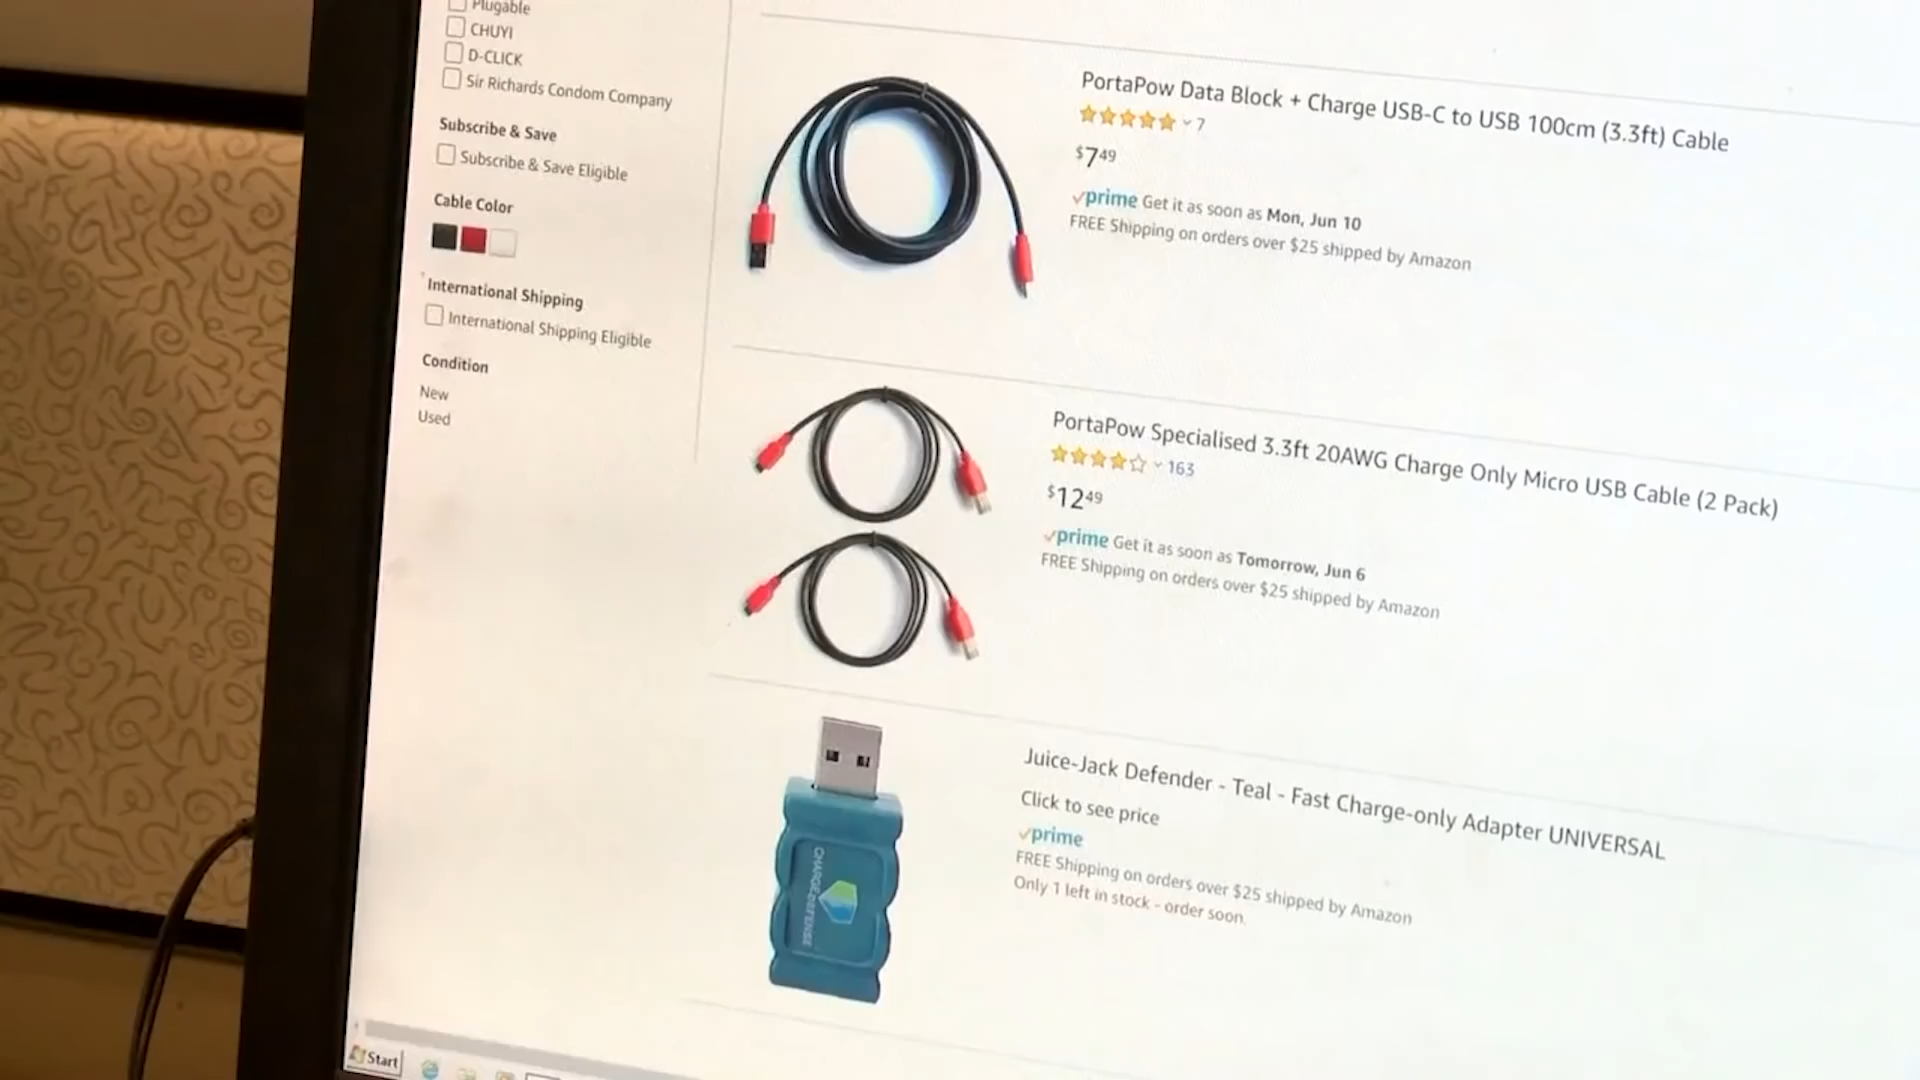 Plugable
CHUYI
D-CLICK
Sir Richards Condom Company
Subscribe & Save
Subscribe & Save Eligible
Cable Color
International Shipping
International Shipping Eligible
Condition
New
Used
PortaPow Data Block + Charge USB-C to USB 100cm (3.3ft) Cable
7
$7.49
prime Get it as soon as Mon, Jun 10
FREE Shipping on orders over $25 shipped by Amazon
PortaPow Specialised 3.3ft 20AWG Charge Only Micro USB Cable (2 Pack)
163
$12.49
prime Get it as soon as Tomorrow, Jun 6
FREE Shipping on orders over $25 shipped by Amazon
CHARGEDEFENSE
Juice-Jack Defender - Teal - Fast Charge-only Adapter UNIVERSAL
Click to see price
prime
FREE Shipping on orders over $25 shipped by Amazon
Only 1 left in stock - order soon.
Start